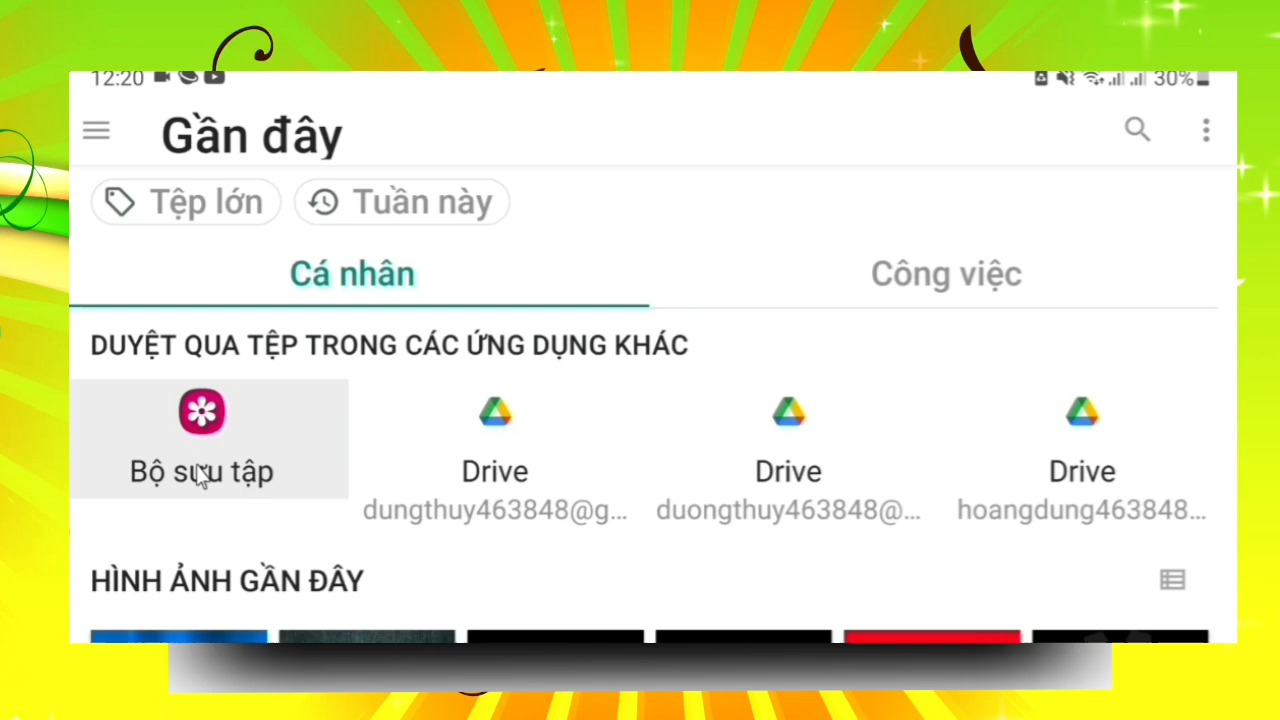 12:20
30%
Gần đây
Tệp lớn
Tuần này
Cá nhân
Công việc
DUYỆT QUA TỆP TRONG CÁC ỨNG DỤNG KHÁC
Bộ sưu tập
Drive
dungthuy463848@g...
Drive
duongthuy463848@...
Drive
hoangdung463848...
HÌNH ẢNH GẦN ĐÂY